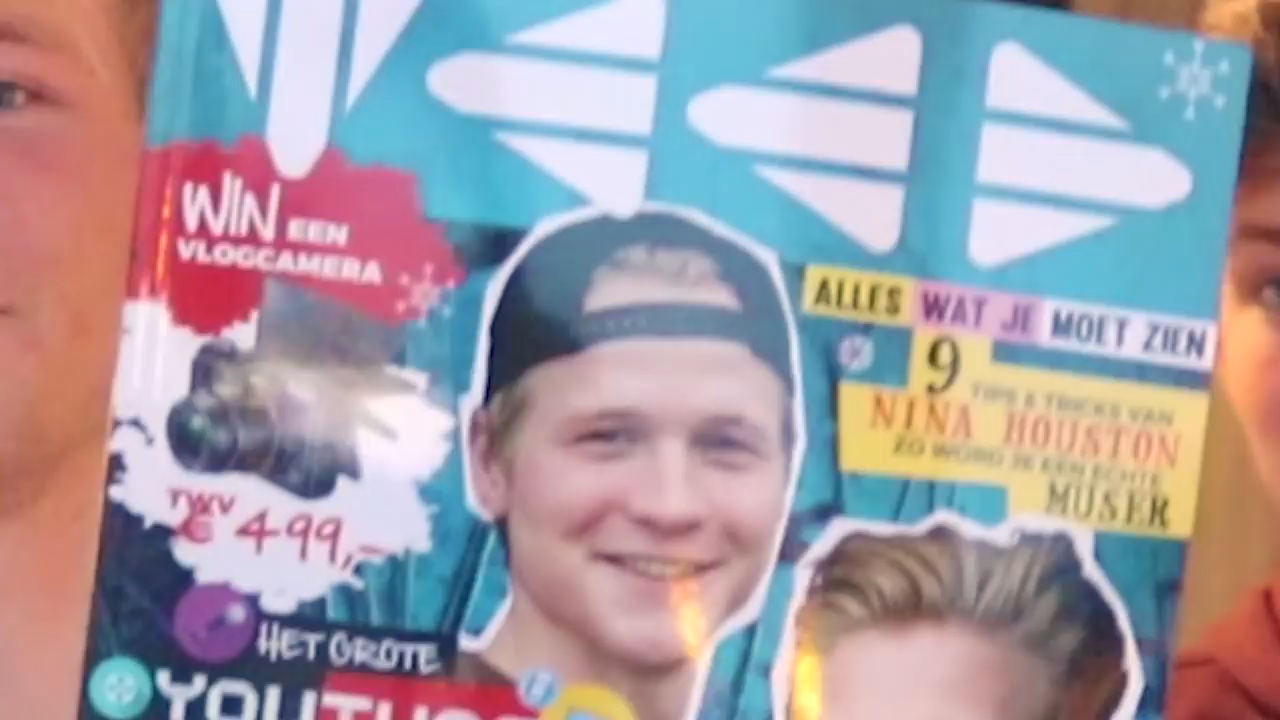 WIN EEN
VLOGCAMERA
ALLES WAT JE MOET ZIEN
9 TIPS & TRICKS VAN
NINA HOUSTON
ZO WORD JE EEN ECHTE
MUSER
TWV
€ 499,-
HET GROTE